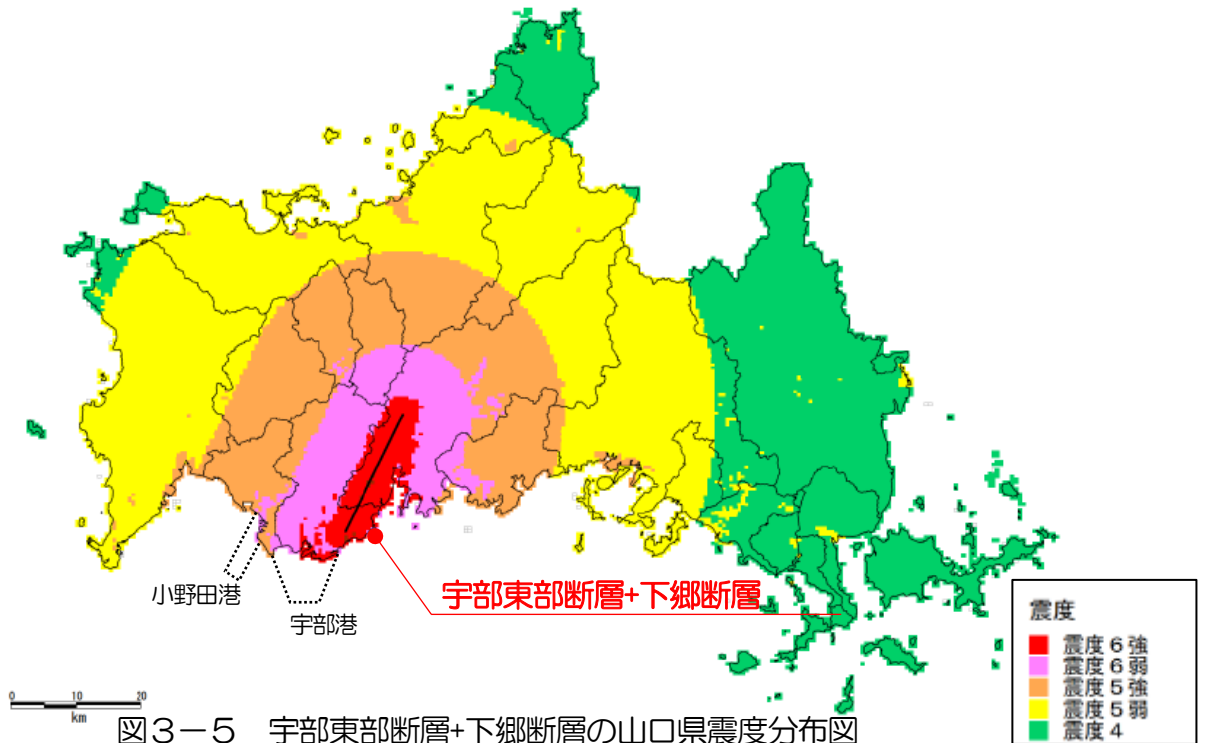 小野田港
宇部港
宇部東部断層+下郷断層
震度
震度6強
震度6弱
震度5強
震度5弱
震度4
0 10 20
km
図3-5 宇部東部断層+下郷断層の山口県震度分布図